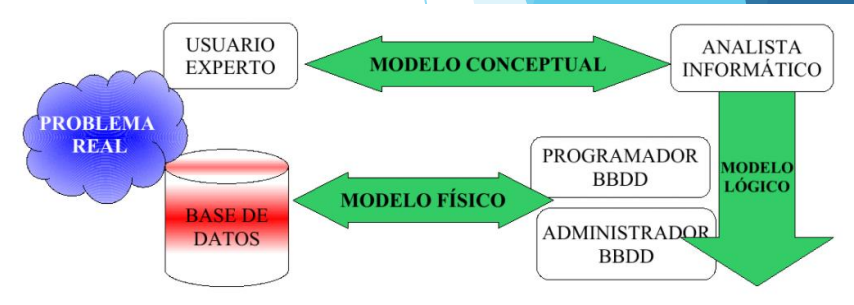 USUARIO
EXPERTO
MODELO CONCEPTUAL
ANALISTA
INFORMÁTICO
PROBLEMA
REAL
PROGRAMADOR
BBDD
MODELO
LÓGICO
MODELO FÍSICO
BASE DE
DATOS
ADMINISTRADOR
BBDD